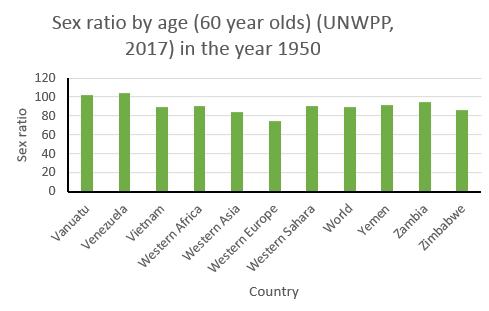 Sex ratio by age (60 year olds) (UNWPP,
2017) in the year 1950
Sex ratio
120
100
80
60
40
20
0
Vanuatu
Venezuela
Vietnam
Western Africa
Western Asia
Western Europe
Western Sahara
World
Yemen
Zambia
Zimbabwe
Country